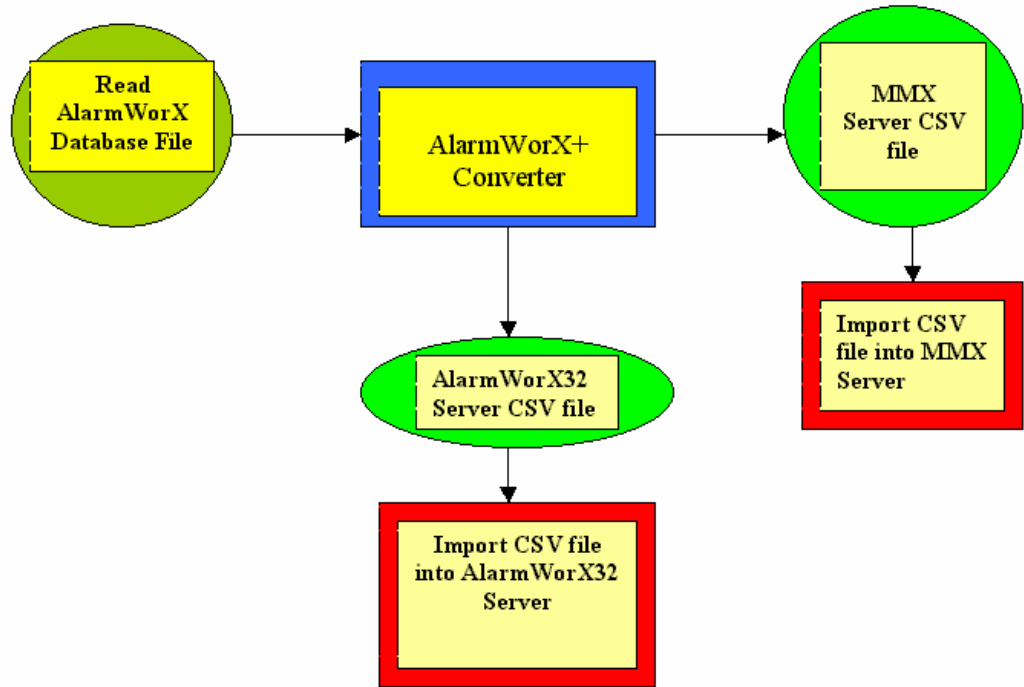 Read
AlarmWorX
Database File
AlarmWorX+
Converter
MMX
Server CSV
file
Import CSV
file into MMX
Server
AlarmWorX32
Server CSV file
Import CSV file
into AlarmWorX32
Server